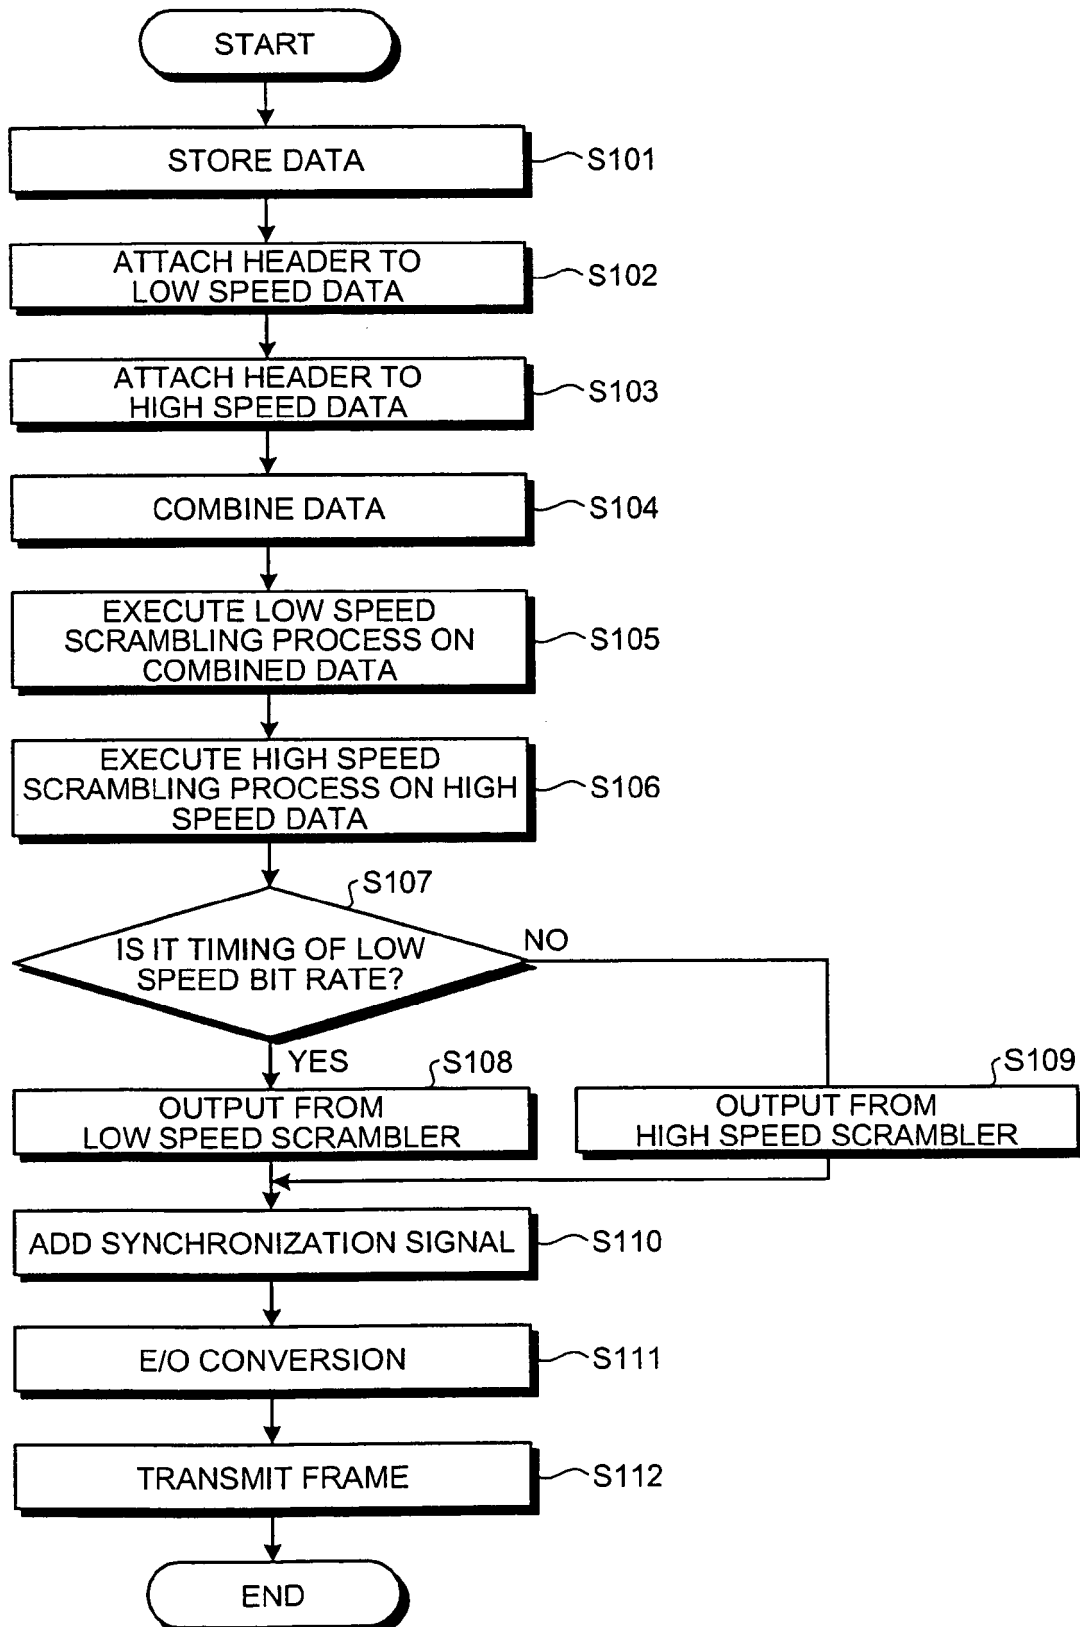 START
STORE DATA
S101
ATTACH HEADER TO
LOW SPEED DATA
S102
ATTACH HEADER TO
HIGH SPEED DATA
S103
COMBINE DATA
S104
EXECUTE LOW SPEED
SCRAMBLING PROCESS ON
COMBINED DATA
S105
EXECUTE HIGH SPEED
SCRAMBLING PROCESS ON HIGH
SPEED DATA
S106
S107
IS IT TIMING OF LOW
SPEED BIT RATE?
NO
YES
S108
OUTPUT FROM
LOW SPEED SCRAMBLER
S109
OUTPUT FROM
HIGH SPEED SCRAMBLER
ADD SYNCHRONIZATION SIGNAL
S110
E/O CONVERSION
S111
TRANSMIT FRAME
S112
END